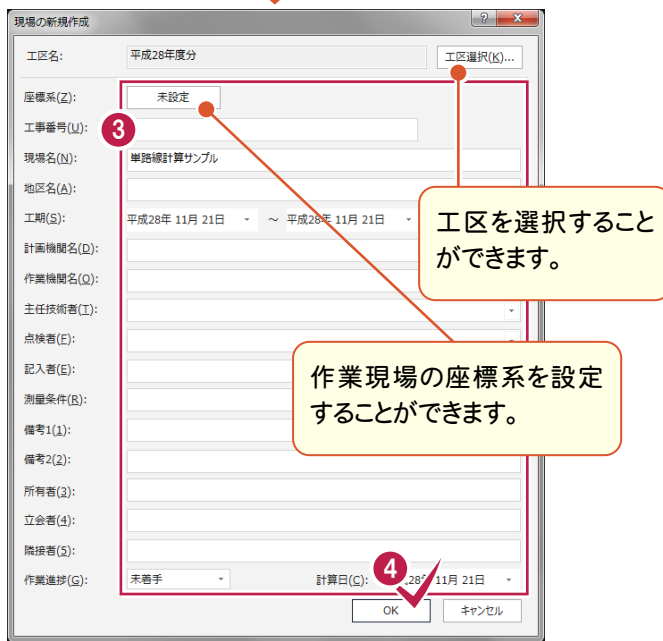 現場の新規作成
工区名: 平成28年度分 工区選択(K)...
座標系(Z): 未設定
3
工事番号(U):
現場名(N): 単路線計算サンプル
地区名(A):
工期(S): 平成28年 11月 21日 ～ 平成28年 11月 21日
工区を選択すること
ができます。
計画機関名(D):
作業機関名(O):
主任技術者(T):
点検者(F):
記入者(E):
作業現場の座標系を設定
することができます。
測量条件(R):
備考1(1):
備考2(2):
所有者(3):
立会者(4):
隣接者(5):
4
作業進捗(G): 未着手 計算日(C): 28年 11月 21日
OK キャンセル